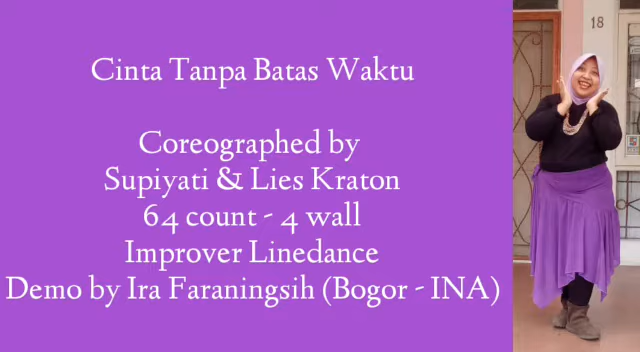 Cinta Tanpa Batas Waktu
Coreographed by
Supiyati & Lies Kraton
64 count - 4 wall
Improver Linedance
Demo by Ira Faraningsih (Bogor - INA)
18